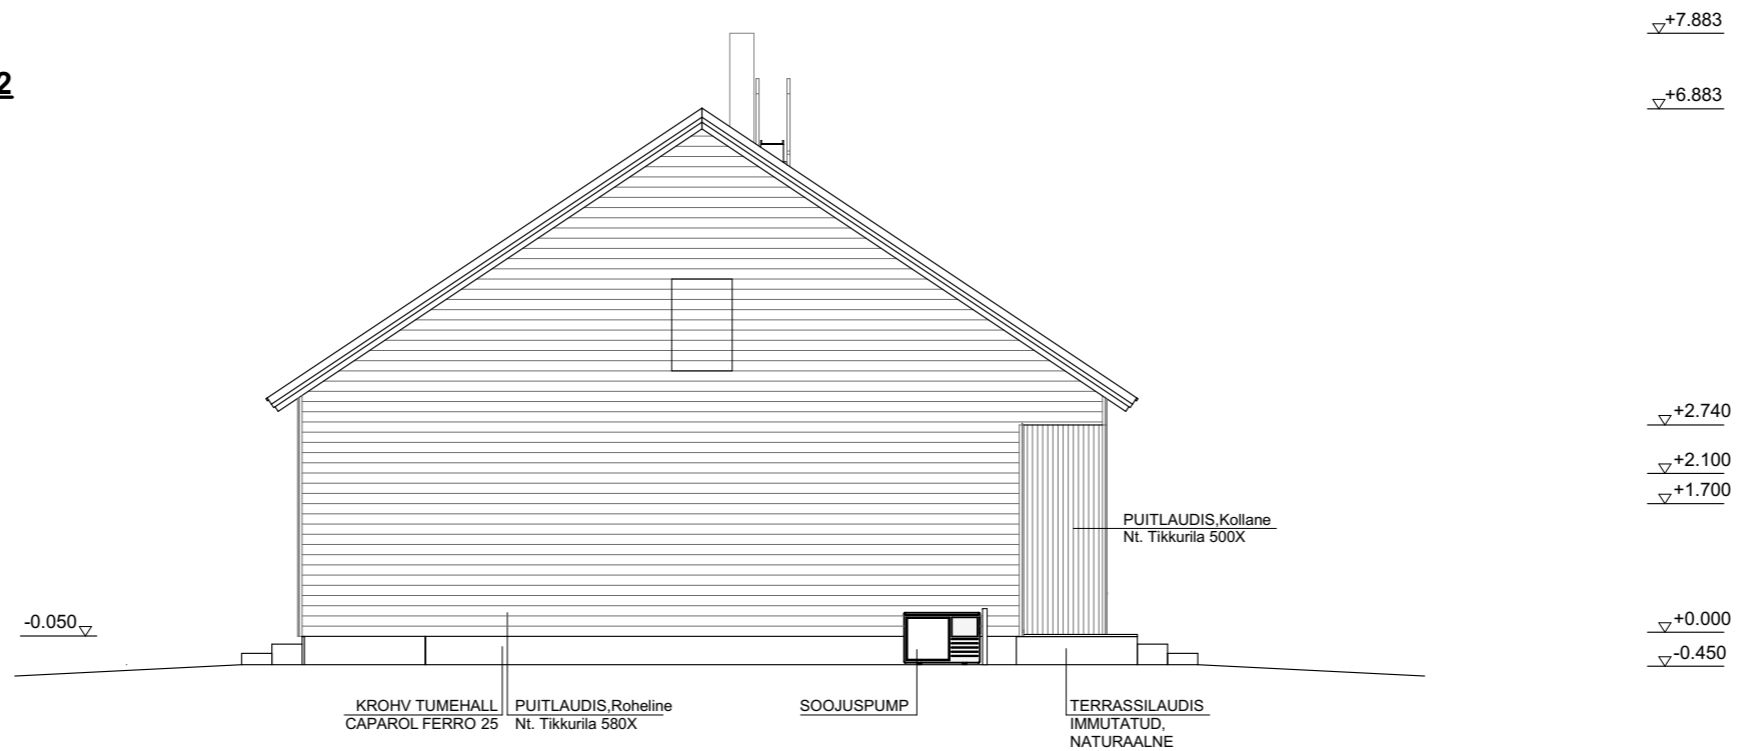 +7.883
2
+6.883
+2.740
+2.100
+1.700
PUITLAUDIS,Kollane
Nt. Tikkurila 500X
-0.050
+0.000
-0.450
KROHV TUMEHALL
CAPAROL FERRO 25
PUITLAUDIS,Roheline
Nt. Tikkurila 580X
SOOJUSPUMP
TERRASSILAUDIS
IMMUTATUD,
NATURAALNE